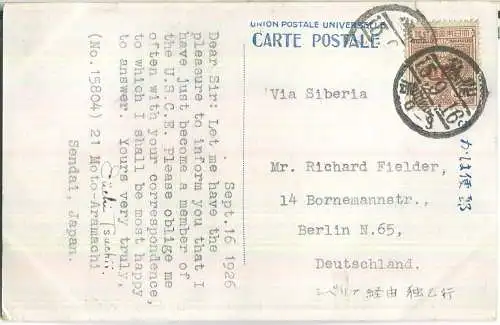 UNION POSTALE UNIVERSELLE
CARTE POSTALE
Via Siberia
Mr. Richard Fielder,
14 Bornemannstr.,
Berlin N.65,
Deutschland.
シベリア経由 独乙行
Sept.16 1926
Dear Sir: Let me have the
pleasure to inform you that I
have just become a member of
the U.S.C.E. Please oblige me
often with your correspondence,
to which I shall be most happy
to answer. Yours very truly,
(No.15804) 21 Moto-Aramachi
Sendai, Japan.